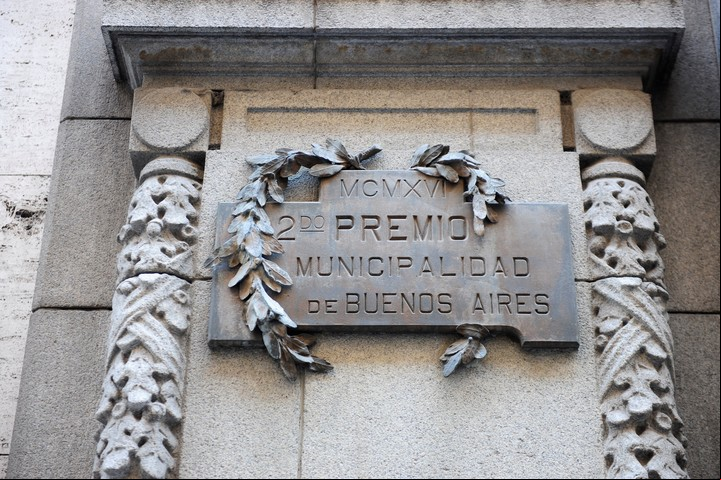 MCMXVI
2DO PREMIO
MUNICIPALIDAD
DE BUENOS AIRES